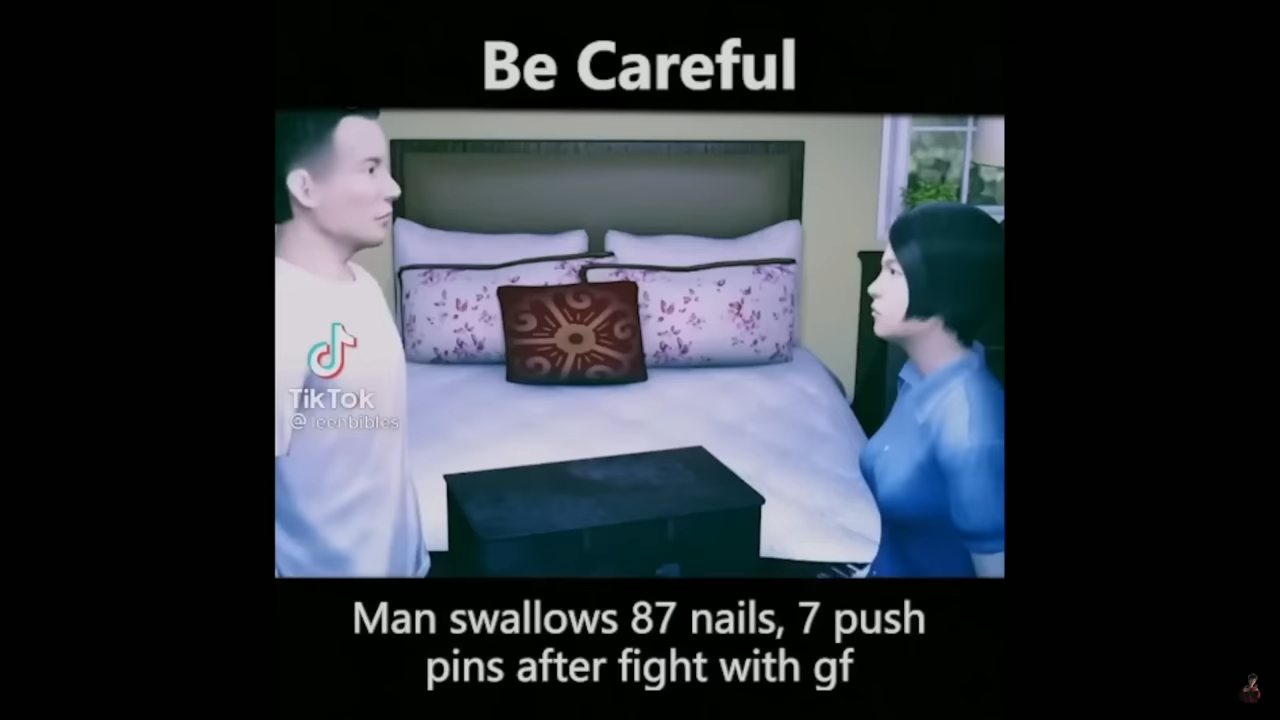 Be Careful
TikTok
Man swallows 87 nails, 7 push
pins after fight with gf